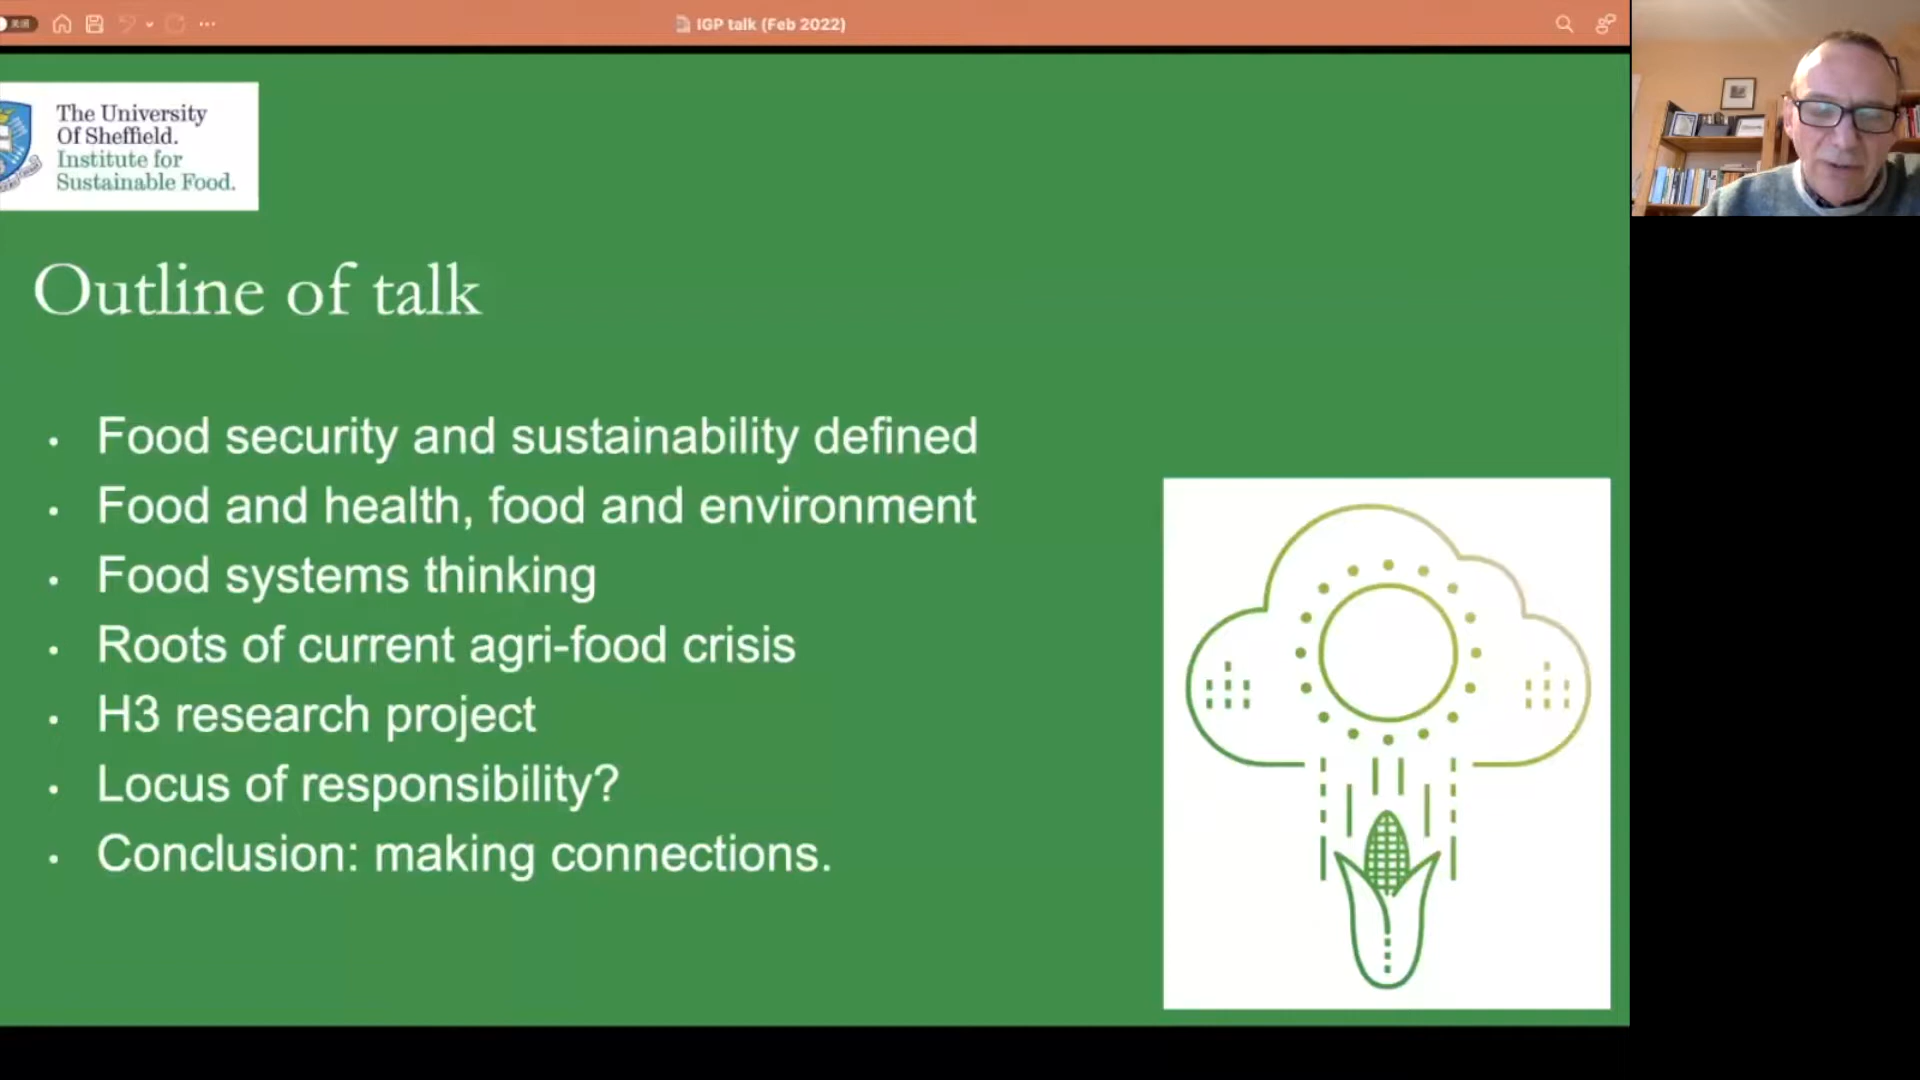 关闭
IGP talk (Feb 2022)
The University
Of Sheffield.
Institute for
Sustainable Food.
Outline of talk
• Food security and sustainability defined
• Food and health, food and environment
• Food systems thinking
• Roots of current agri-food crisis
• H3 research project
• Locus of responsibility?
• Conclusion: making connections.